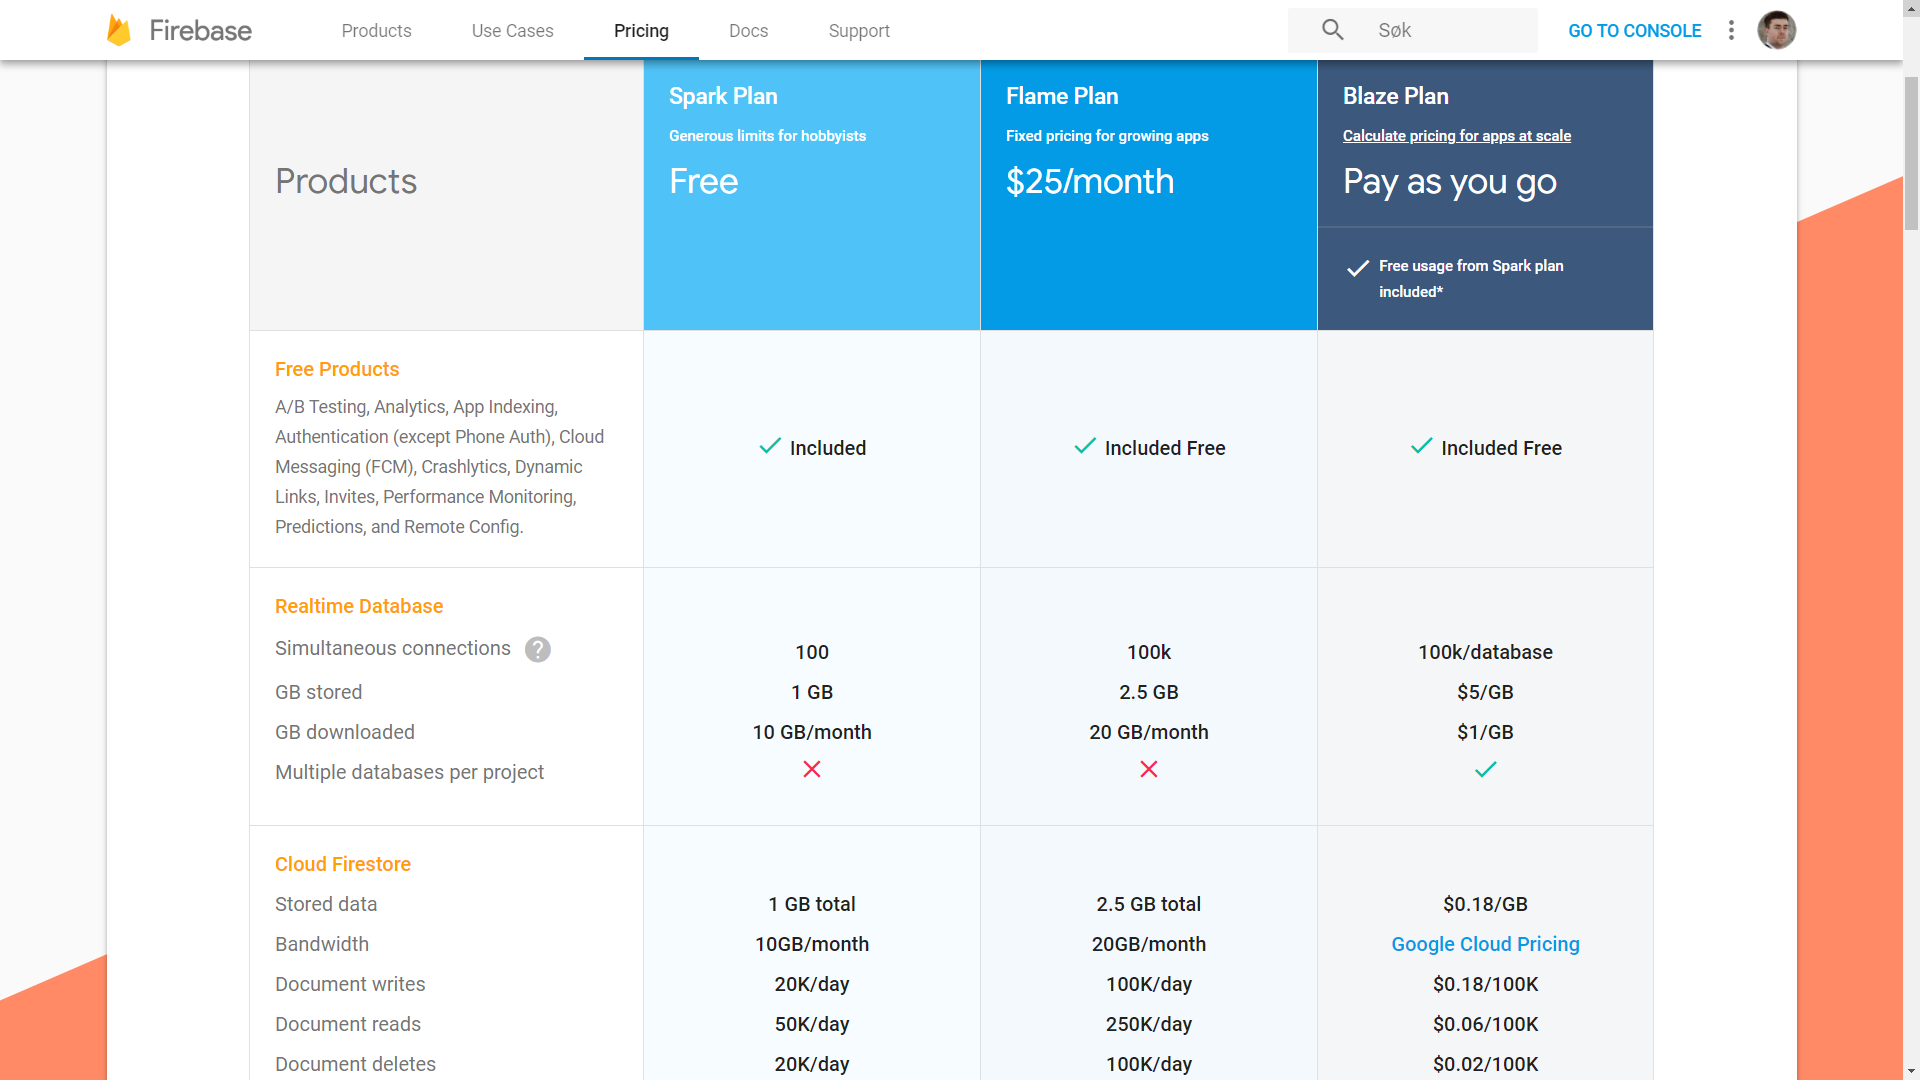 Firebase
Products
Use Cases
Pricing
Docs
Support
Søk
GO TO CONSOLE
Products
Spark Plan
Generous limits for hobbyists
Free
Flame Plan
Fixed pricing for growing apps
$25/month
Blaze Plan
Calculate pricing for apps at scale
Pay as you go
Free usage from Spark plan
included*
Free Products
A/B Testing, Analytics, App Indexing,
Authentication (except Phone Auth), Cloud
Messaging (FCM), Crashlytics, Dynamic
Links, Invites, Performance Monitoring,
Predictions, and Remote Config.
Included
Included Free
Included Free
Realtime Database
Simultaneous connections ? 100 100k 100k/database
GB stored 1 GB 2.5 GB $5/GB
GB downloaded 10 GB/month 20 GB/month $1/GB
Multiple databases per project
Cloud Firestore
Stored data 1 GB total 2.5 GB total $0.18/GB
Bandwidth 10GB/month 20GB/month Google Cloud Pricing
Document writes 20K/day 100K/day $0.18/100K
Document reads 50K/day 250K/day $0.06/100K
Document deletes 20K/day 100K/day $0.02/100K